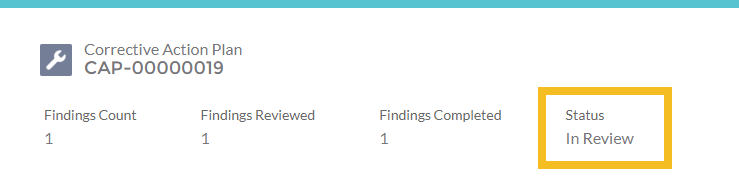 Corrective Action Plan
CAP-00000019
Findings Count
1
Findings Reviewed
1
Findings Completed
1
Status
In Review